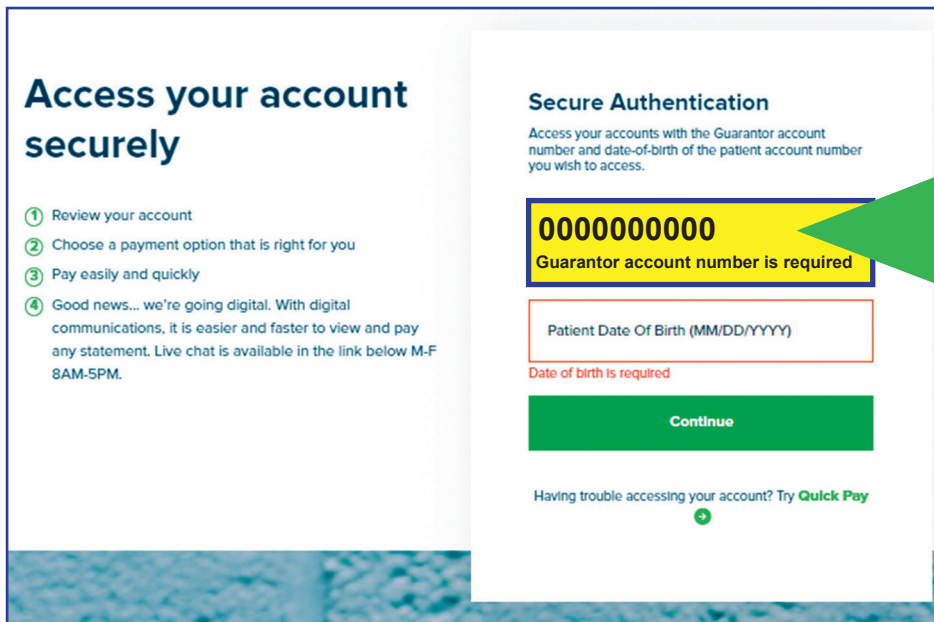 Access your account
securely
1 Review your account
2 Choose a payment option that is right for you
3 Pay easily and quickly
4 Good news... we're going digital. With digital
communications, it is easier and faster to view and pay
any statement. Live chat is available in the link below M-F
8AM-5PM.
Secure Authentication
Access your accounts with the Guarantor account
number and date-of-birth of the patient account number
you wish to access.
0000000000
Guarantor account number is required
Patient Date Of Birth (MM/DD/YYYY)
Date of birth is required
Continue
Having trouble accessing your account? Try Quick Pay